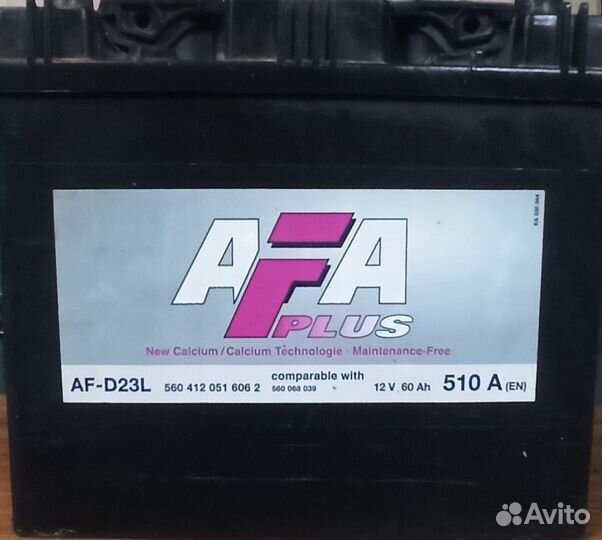 AFA
PLUS
New Calcium/Calcium Technologie · Maintenance-Free
AF-D23L 560 412 051 606 2 comparable with 560 068 039 12 V 60 Ah 510 A (EN)
Avito